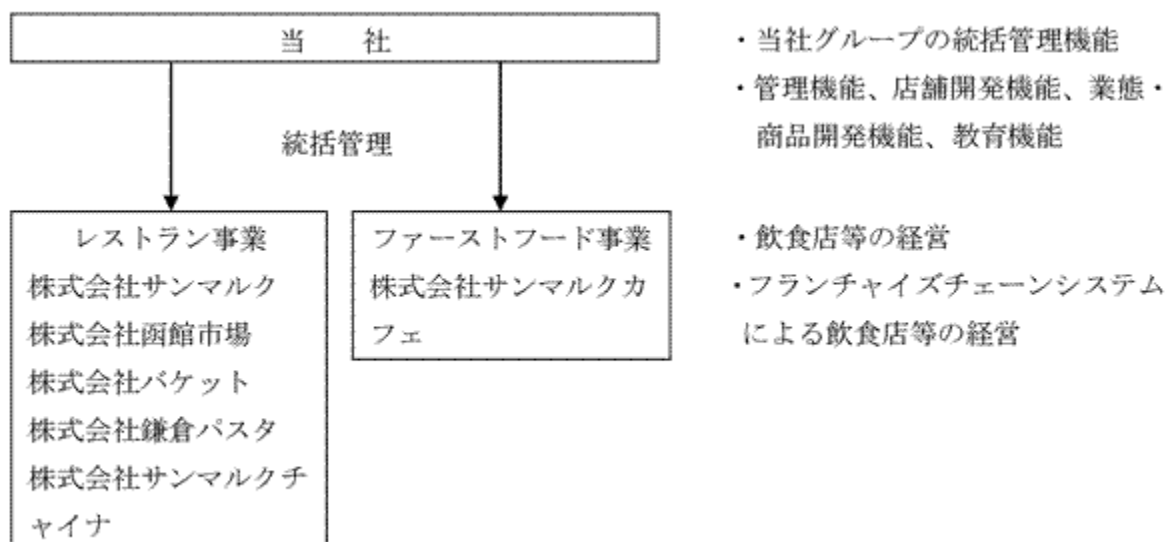 当　　社
・当社グループの統括管理機能
・管理機能、店舗開発機能、業態・
商品開発機能、教育機能
統括管理
レストラン事業
株式会社サンマルク
株式会社函館市場
株式会社バケット
株式会社鎌倉パスタ
株式会社サンマルクチ
ャイナ
ファーストフード事業
株式会社サンマルクカ
フェ
・飲食店等の経営
・フランチャイズチェーンシステム
による飲食店等の経営